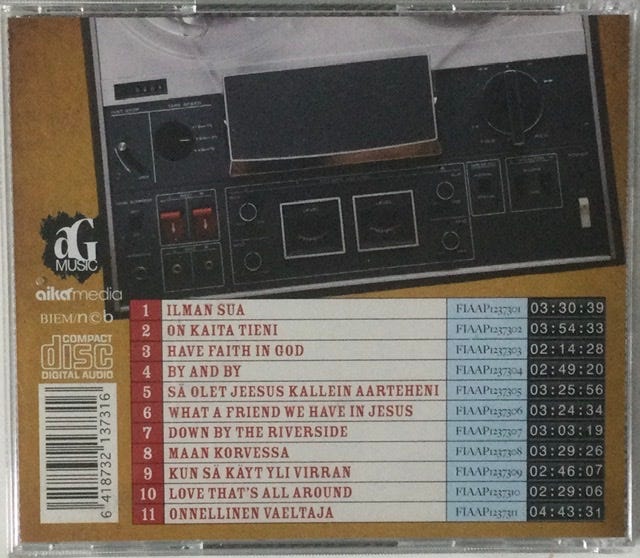 TAPE SPEED
aG
MUSIC
aikamedia
BIEM/n©b
COMPACT
disc
DIGITAL AUDIO
6 418732 137316
1 ILMAN SUA FIAAP1237301 03:30:39
2 ON KAITA TIENI FIAAP1237302 03:54:33
3 HAVE FAITH IN GOD FIAAP1237303 02:14:28
4 BY AND BY FIAAP1237304 02:49:20
5 SÄ OLET JEESUS KALLEIN AARTEHENI FIAAP1237305 03:25:56
6 WHAT A FRIEND WE HAVE IN JESUS FIAAP1237306 03:24:34
7 DOWN BY THE RIVERSIDE FIAAP1237307 03:03:19
8 MAAN KORVESSA FIAAP1237308 03:29:26
9 KUN SÄ KÄYT YLI VIRRAN FIAAP1237309 02:46:07
10 LOVE THAT'S ALL AROUND FIAAP1237310 02:29:06
11 ONNELLINEN VAELTAJA FIAAP1237311 04:43:31